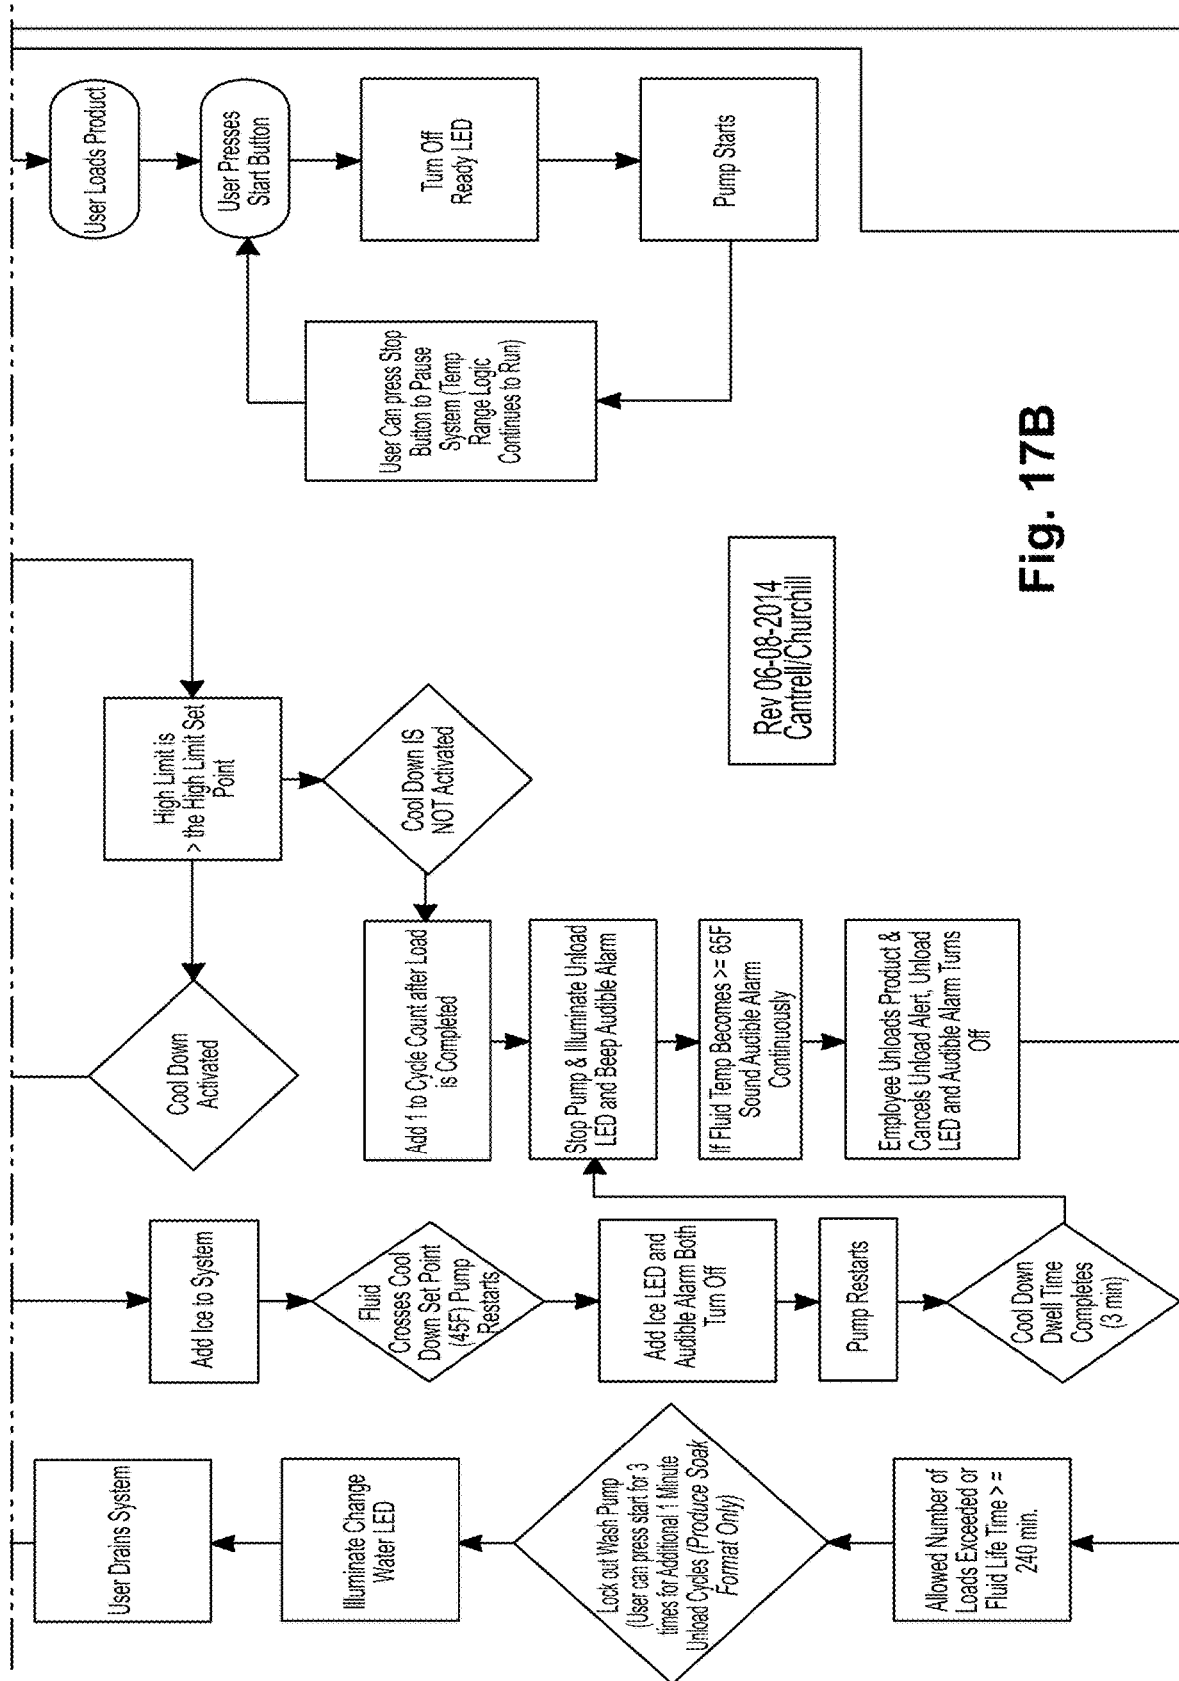 User Loads Product
User Presses
Start Button
Turn Off
Ready LED
Pump Starts
User Can press Stop
Button to Pause
System (Temp
Range Logic
Continues to Run)
High Limit is
> the High Limit Set
Point
Cool Down IS
NOT Activated
Cool Down
Activated
Add 1 to Cycle Count after Load
is Completed
Stop Pump & Illuminate Unload
LED and Beep Audible Alarm
If Fluid Temp Becomes >= 65F
Sound Audible Alarm
Continuously
Employee Unloads Product &
Cancels Unload Alert, Unload
LED and Audible Alarm Turns
Off
Add Ice to System
Fluid
Crosses Cool
Down Set Point
(45F) Pump
Restarts
Add Ice LED and
Audible Alarm Both
Turn Off
Pump Restarts
Cool Down
Dwell Time
Completes
(3 min)
User Drains System
Illuminate Change
Water LED
Lock out Wash Pump
(User can press start for 3
times for Additional 1 Minute
Unload Cycles (Produce Soak
Format Only)
Allowed Number of
Loads Exceeded or
Fluid Life Time > =
240 min.
Rev 06-08-2014
Cantrell/Churchill
Fig. 17B